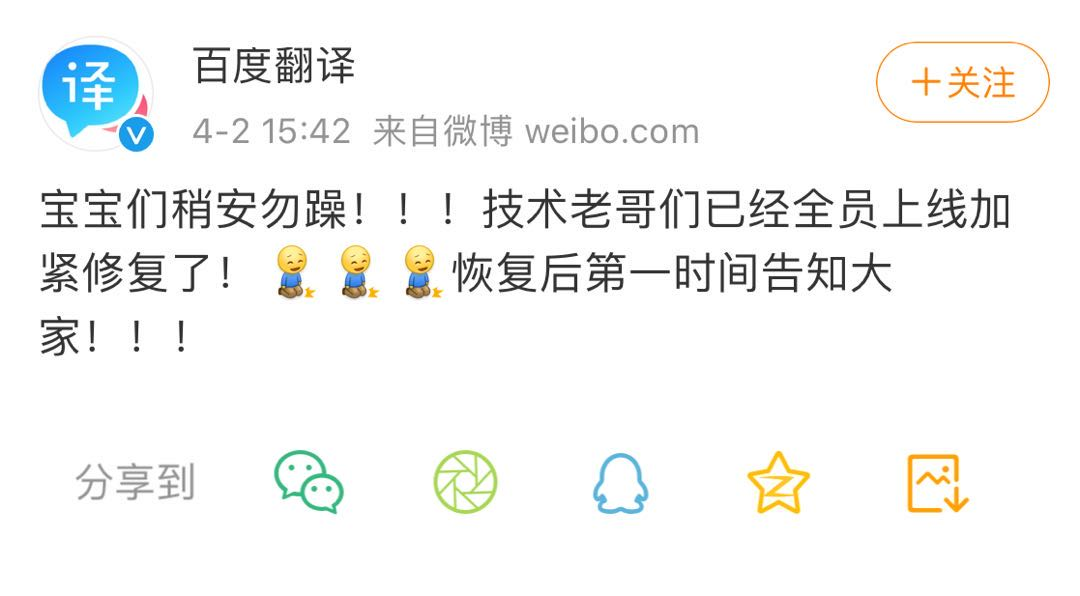 译
百度翻译
+关注
4-2 15:42 来自微博 weibo.com
宝宝们稍安勿躁！！！技术老哥们已经全员上线加
紧修复了！🧎🧎🧎恢复后第一时间告知大
家！！！
分享到